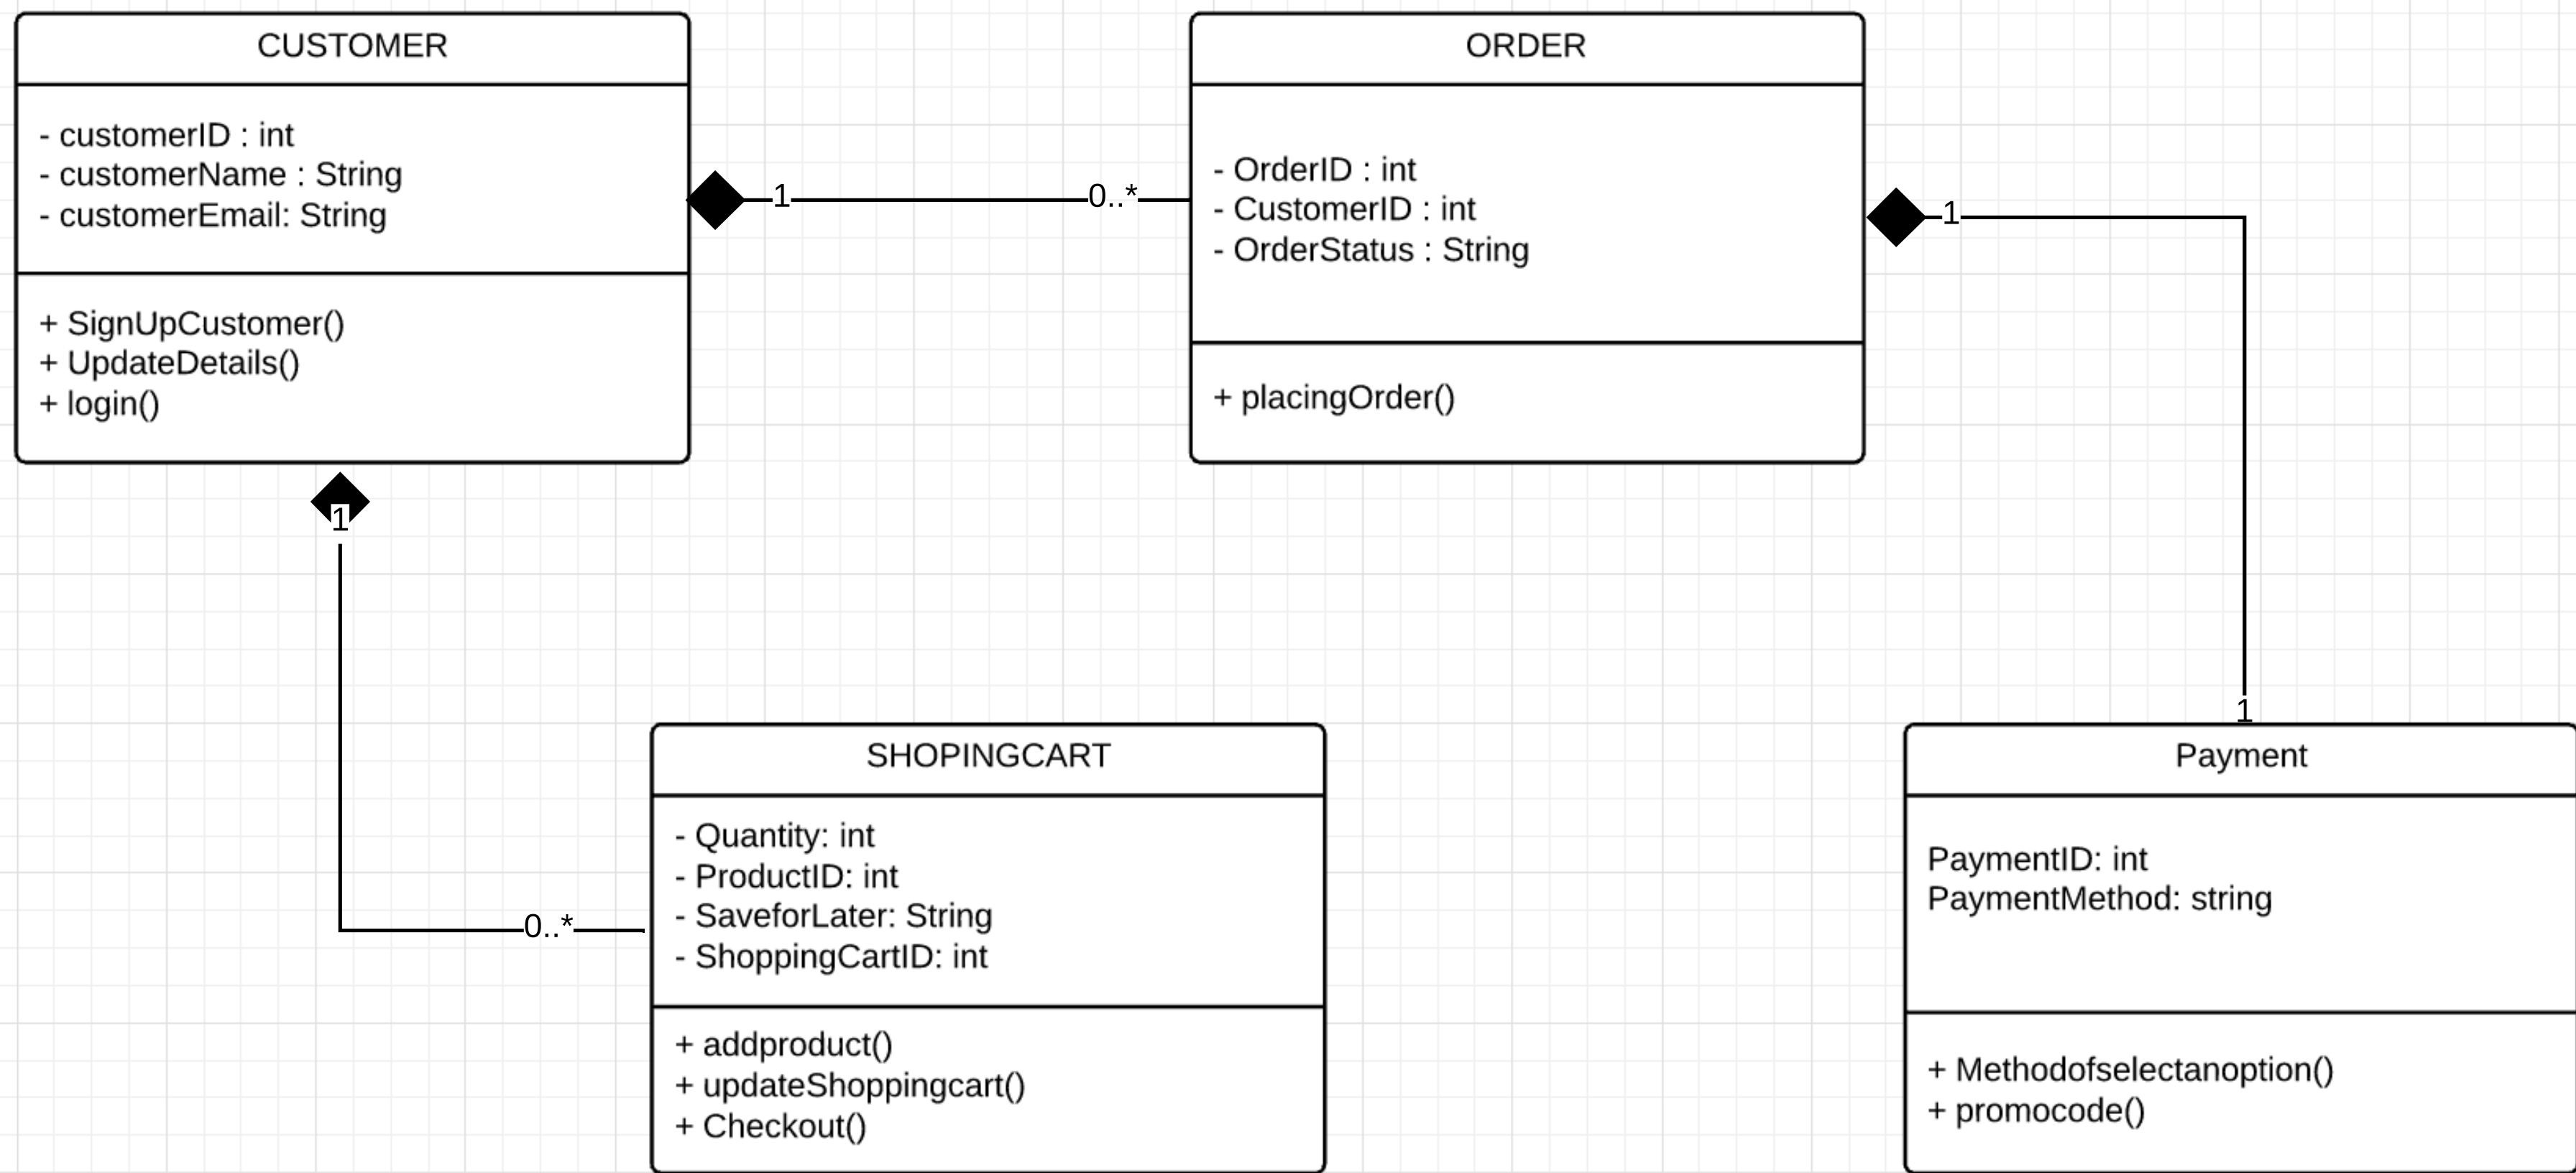 CUSTOMER
- customerID : int
- customerName : String
- customerEmail: String
+ SignUpCustomer()
+ UpdateDetails()
+ login()
1
0..*
ORDER
- OrderID : int
- CustomerID : int
- OrderStatus : String
+ placingOrder()
1
1
1
0..*
SHOPINGCART
- Quantity: int
- ProductID: int
- SaveforLater: String
- ShoppingCartID: int
+ addproduct()
+ updateShoppingcart()
+ Checkout()
Payment
PaymentID: int
PaymentMethod: string
+ Methodofselectanoption()
+ promocode()